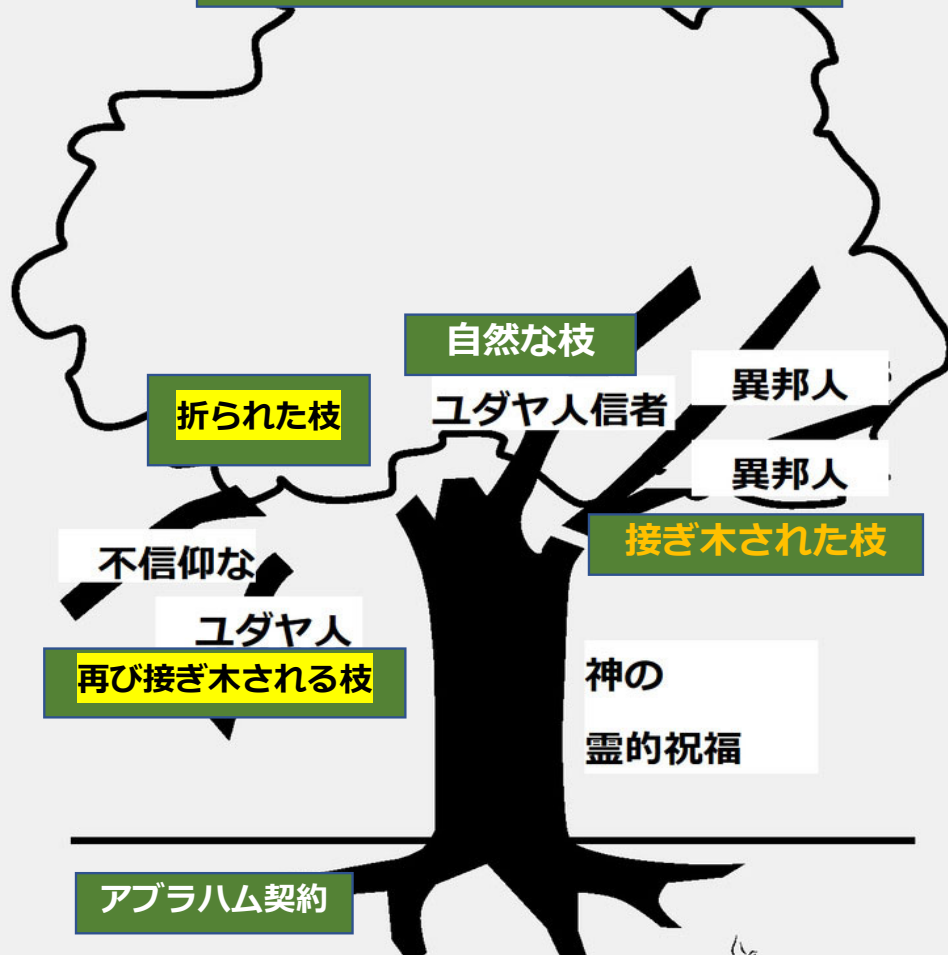 自然な枝
ユダヤ人信者
異邦人
折られた枝
異邦人
接ぎ木された枝
不信仰な
ユダヤ人
再び接ぎ木される枝
神の
霊的祝福
アブラハム契約